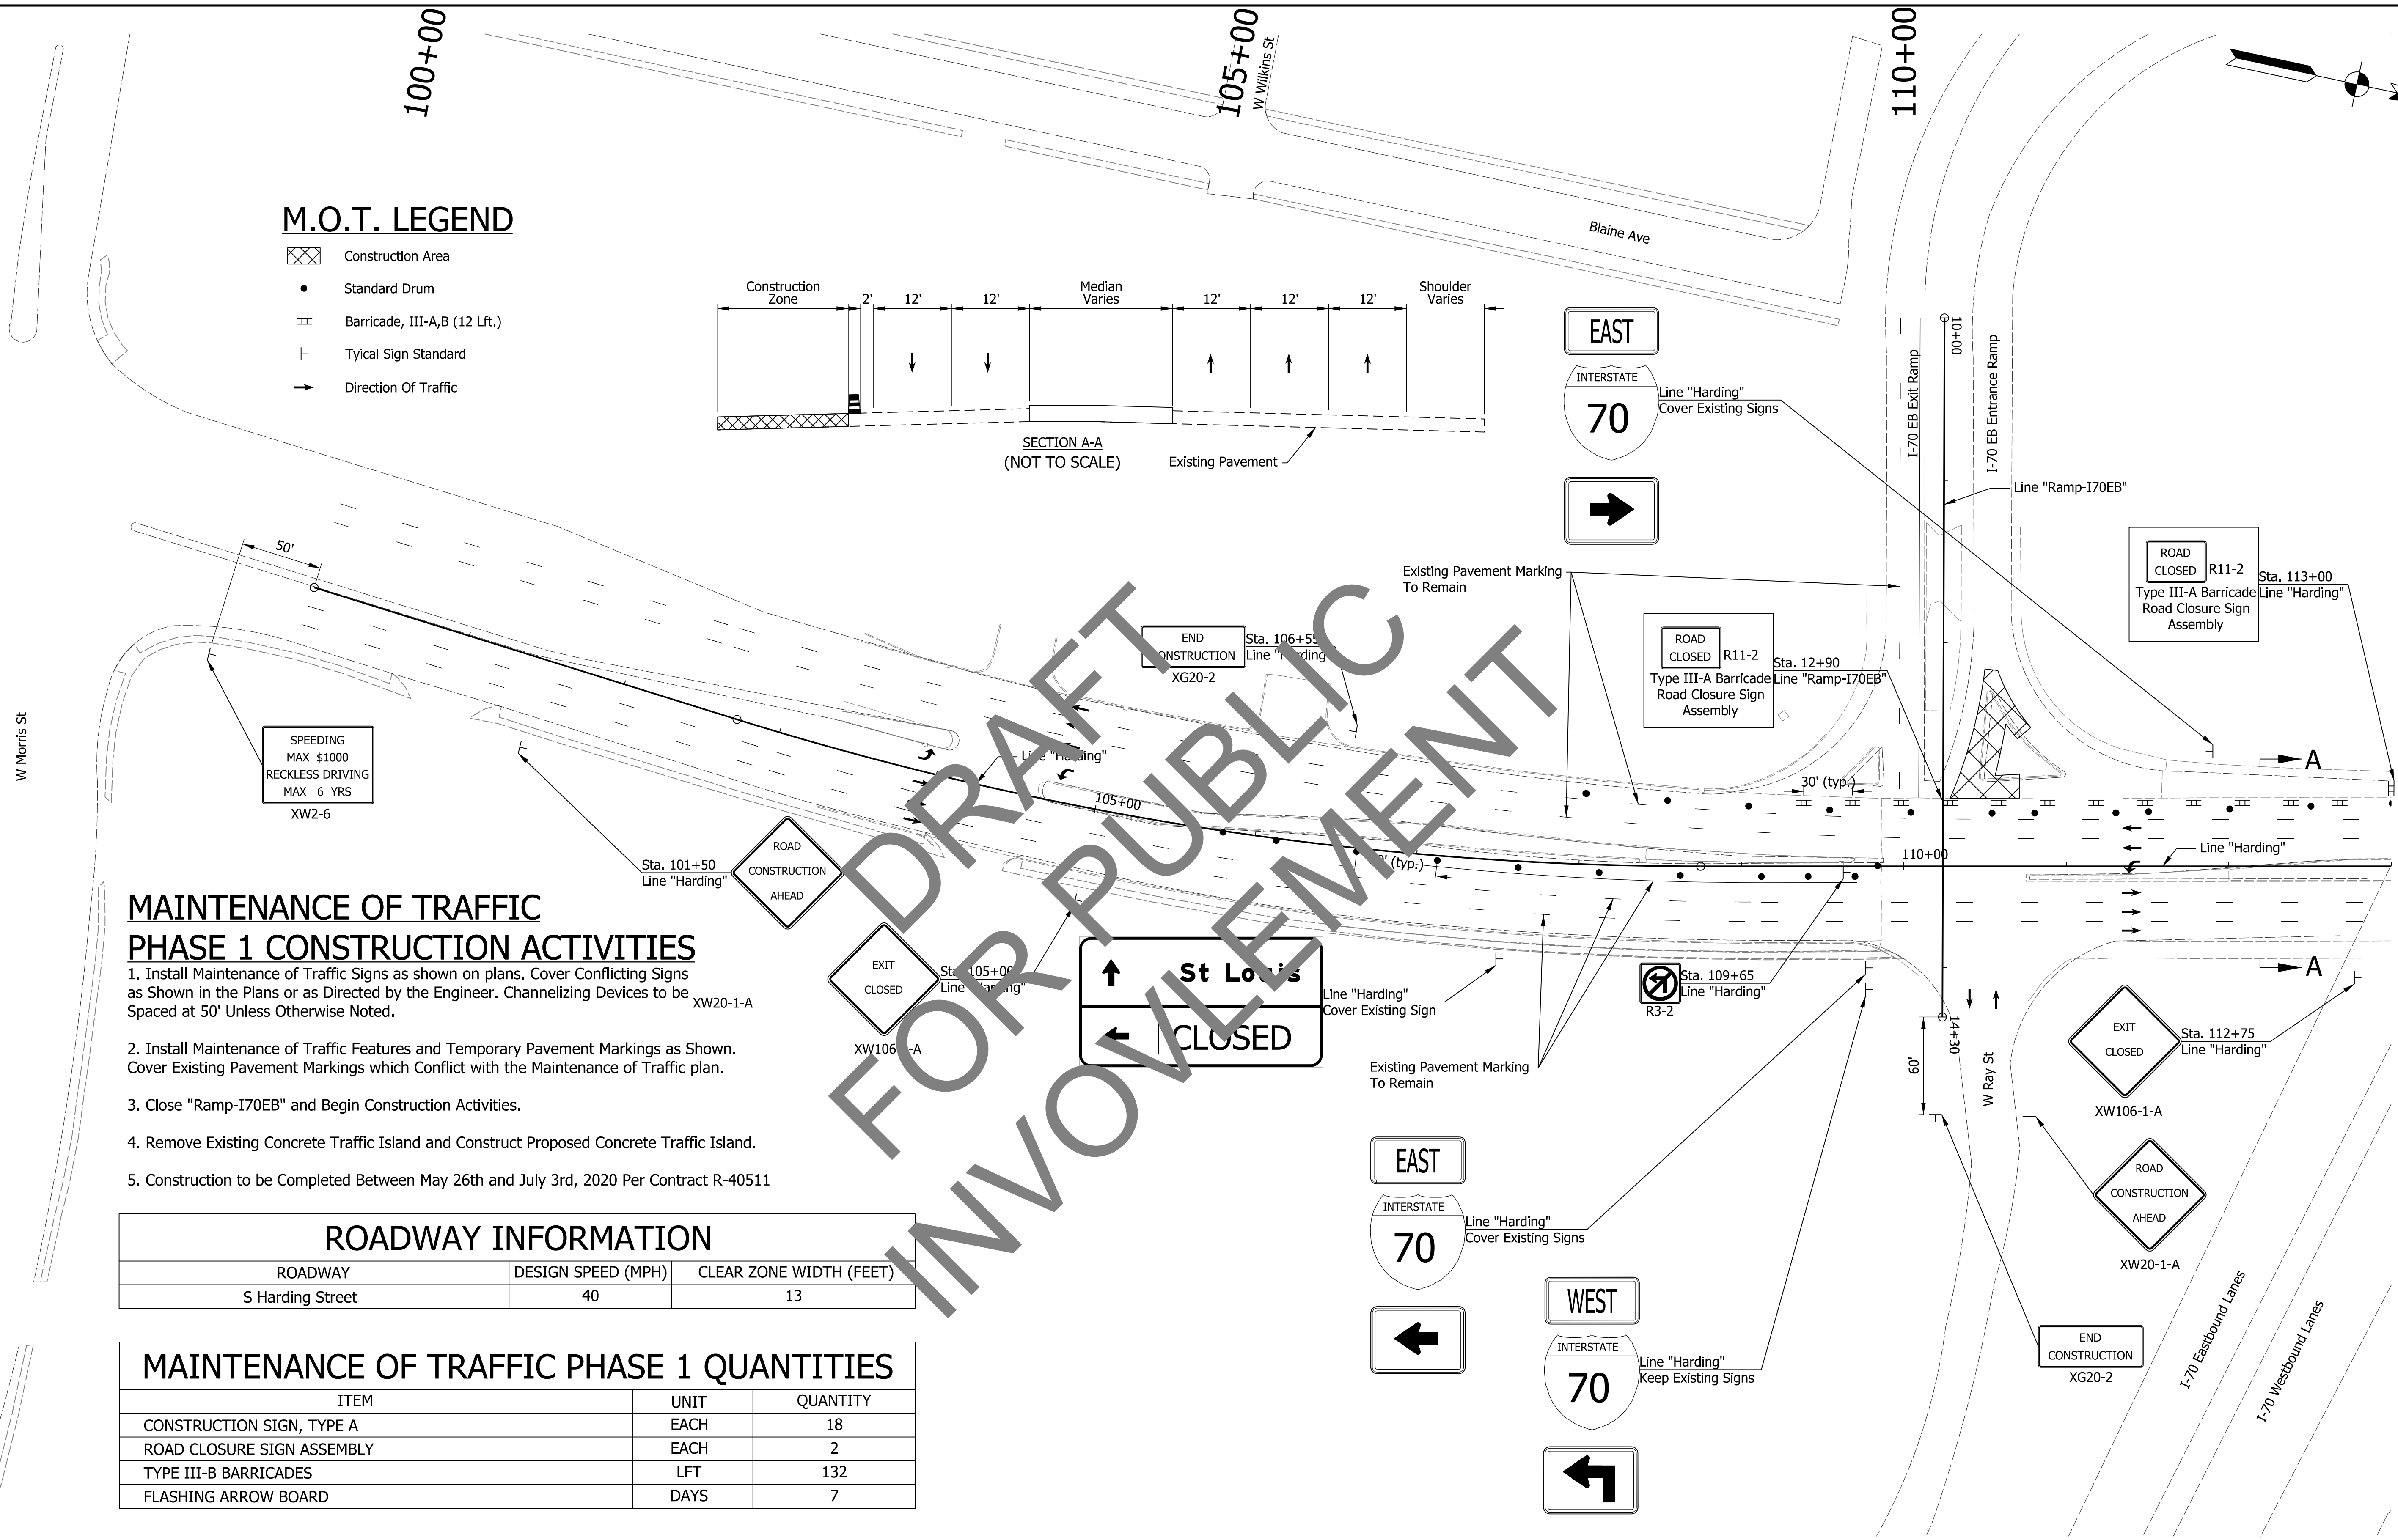 100+00
105+00
110+00
W Wilkins St
Blaine Ave
M.O.T. LEGEND
Construction Area
Standard Drum
Barricade, III-A,B (12 Lft.)
Tyical Sign Standard
Direction Of Traffic
Construction
Zone
2'
12'
12'
Median
Varies
12'
12'
12'
Shoulder
Varies
SECTION A-A
(NOT TO SCALE)
Existing Pavement
EAST
INTERSTATE
70
Line "Harding"
Cover Existing Signs
I-70 EB Exit Ramp
10+00
I-70 EB Entrance Ramp
Line "Ramp-I70EB"
ROAD
CLOSED
R11-2
Type III-A Barricade
Road Closure Sign
Assembly
Sta. 113+00
Line "Harding"
50'
Existing Pavement Marking
To Remain
END
CONSTRUCTION
XG20-2
Sta. 106+55
Line "Harding"
ROAD
CLOSED
R11-2
Type III-A Barricade
Road Closure Sign
Assembly
Sta. 12+90
Line "Ramp-I70EB"
W Morris St
SPEEDING
MAX $1000
RECKLESS DRIVING
MAX 6 YRS
XW2-6
Line "Harding"
105+00
30' (typ.)
A
110+00
Line "Harding"
(typ.)
Sta. 101+50
Line "Harding"
ROAD
CONSTRUCTION
AHEAD
XW20-1-A
EXIT
CLOSED
Sta. 105+00
Line "Harding"
St Louis
CLOSED
Line "Harding"
Cover Existing Sign
R3-2
Sta. 109+65
Line "Harding"
Existing Pavement Marking
To Remain
A
14+30
60'
W Ray St
EXIT
CLOSED
XW106-1-A
Sta. 112+75
Line "Harding"
ROAD
CONSTRUCTION
AHEAD
XW20-1-A
END
CONSTRUCTION
XG20-2
I-70 Eastbound Lanes
I-70 Westbound Lanes
EAST
INTERSTATE
70
Line "Harding"
Cover Existing Signs
WEST
INTERSTATE
70
Line "Harding"
Keep Existing Signs
MAINTENANCE OF TRAFFIC
PHASE 1 CONSTRUCTION ACTIVITIES
1. Install Maintenance of Traffic Signs as shown on plans. Cover Conflicting Signs
as Shown in the Plans or as Directed by the Engineer. Channelizing Devices to be
Spaced at 50' Unless Otherwise Noted.
2. Install Maintenance of Traffic Features and Temporary Pavement Markings as Shown.
Cover Existing Pavement Markings which Conflict with the Maintenance of Traffic plan.
3. Close "Ramp-I70EB" and Begin Construction Activities.
4. Remove Existing Concrete Traffic Island and Construct Proposed Concrete Traffic Island.
5. Construction to be Completed Between May 26th and July 3rd, 2020 Per Contract R-40511
ROADWAY INFORMATION
ROADWAY DESIGN SPEED (MPH) CLEAR ZONE WIDTH (FEET)
S Harding Street 40 13
MAINTENANCE OF TRAFFIC PHASE 1 QUANTITIES
ITEM UNIT QUANTITY
CONSTRUCTION SIGN, TYPE A EACH 18
ROAD CLOSURE SIGN ASSEMBLY EACH 2
TYPE III-B BARRICADES LFT 132
FLASHING ARROW BOARD DAYS 7
DRAFT
FOR PUBLIC
INVOVLEMENT